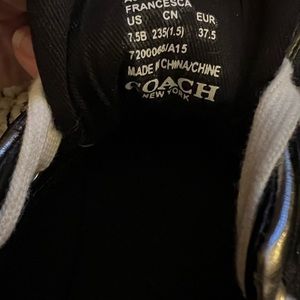 FRANCESCA
US CN EUR
7.5B 235(1.5) 37.5
MADE IN CHINA/CHINE
COACH
NEW YORK